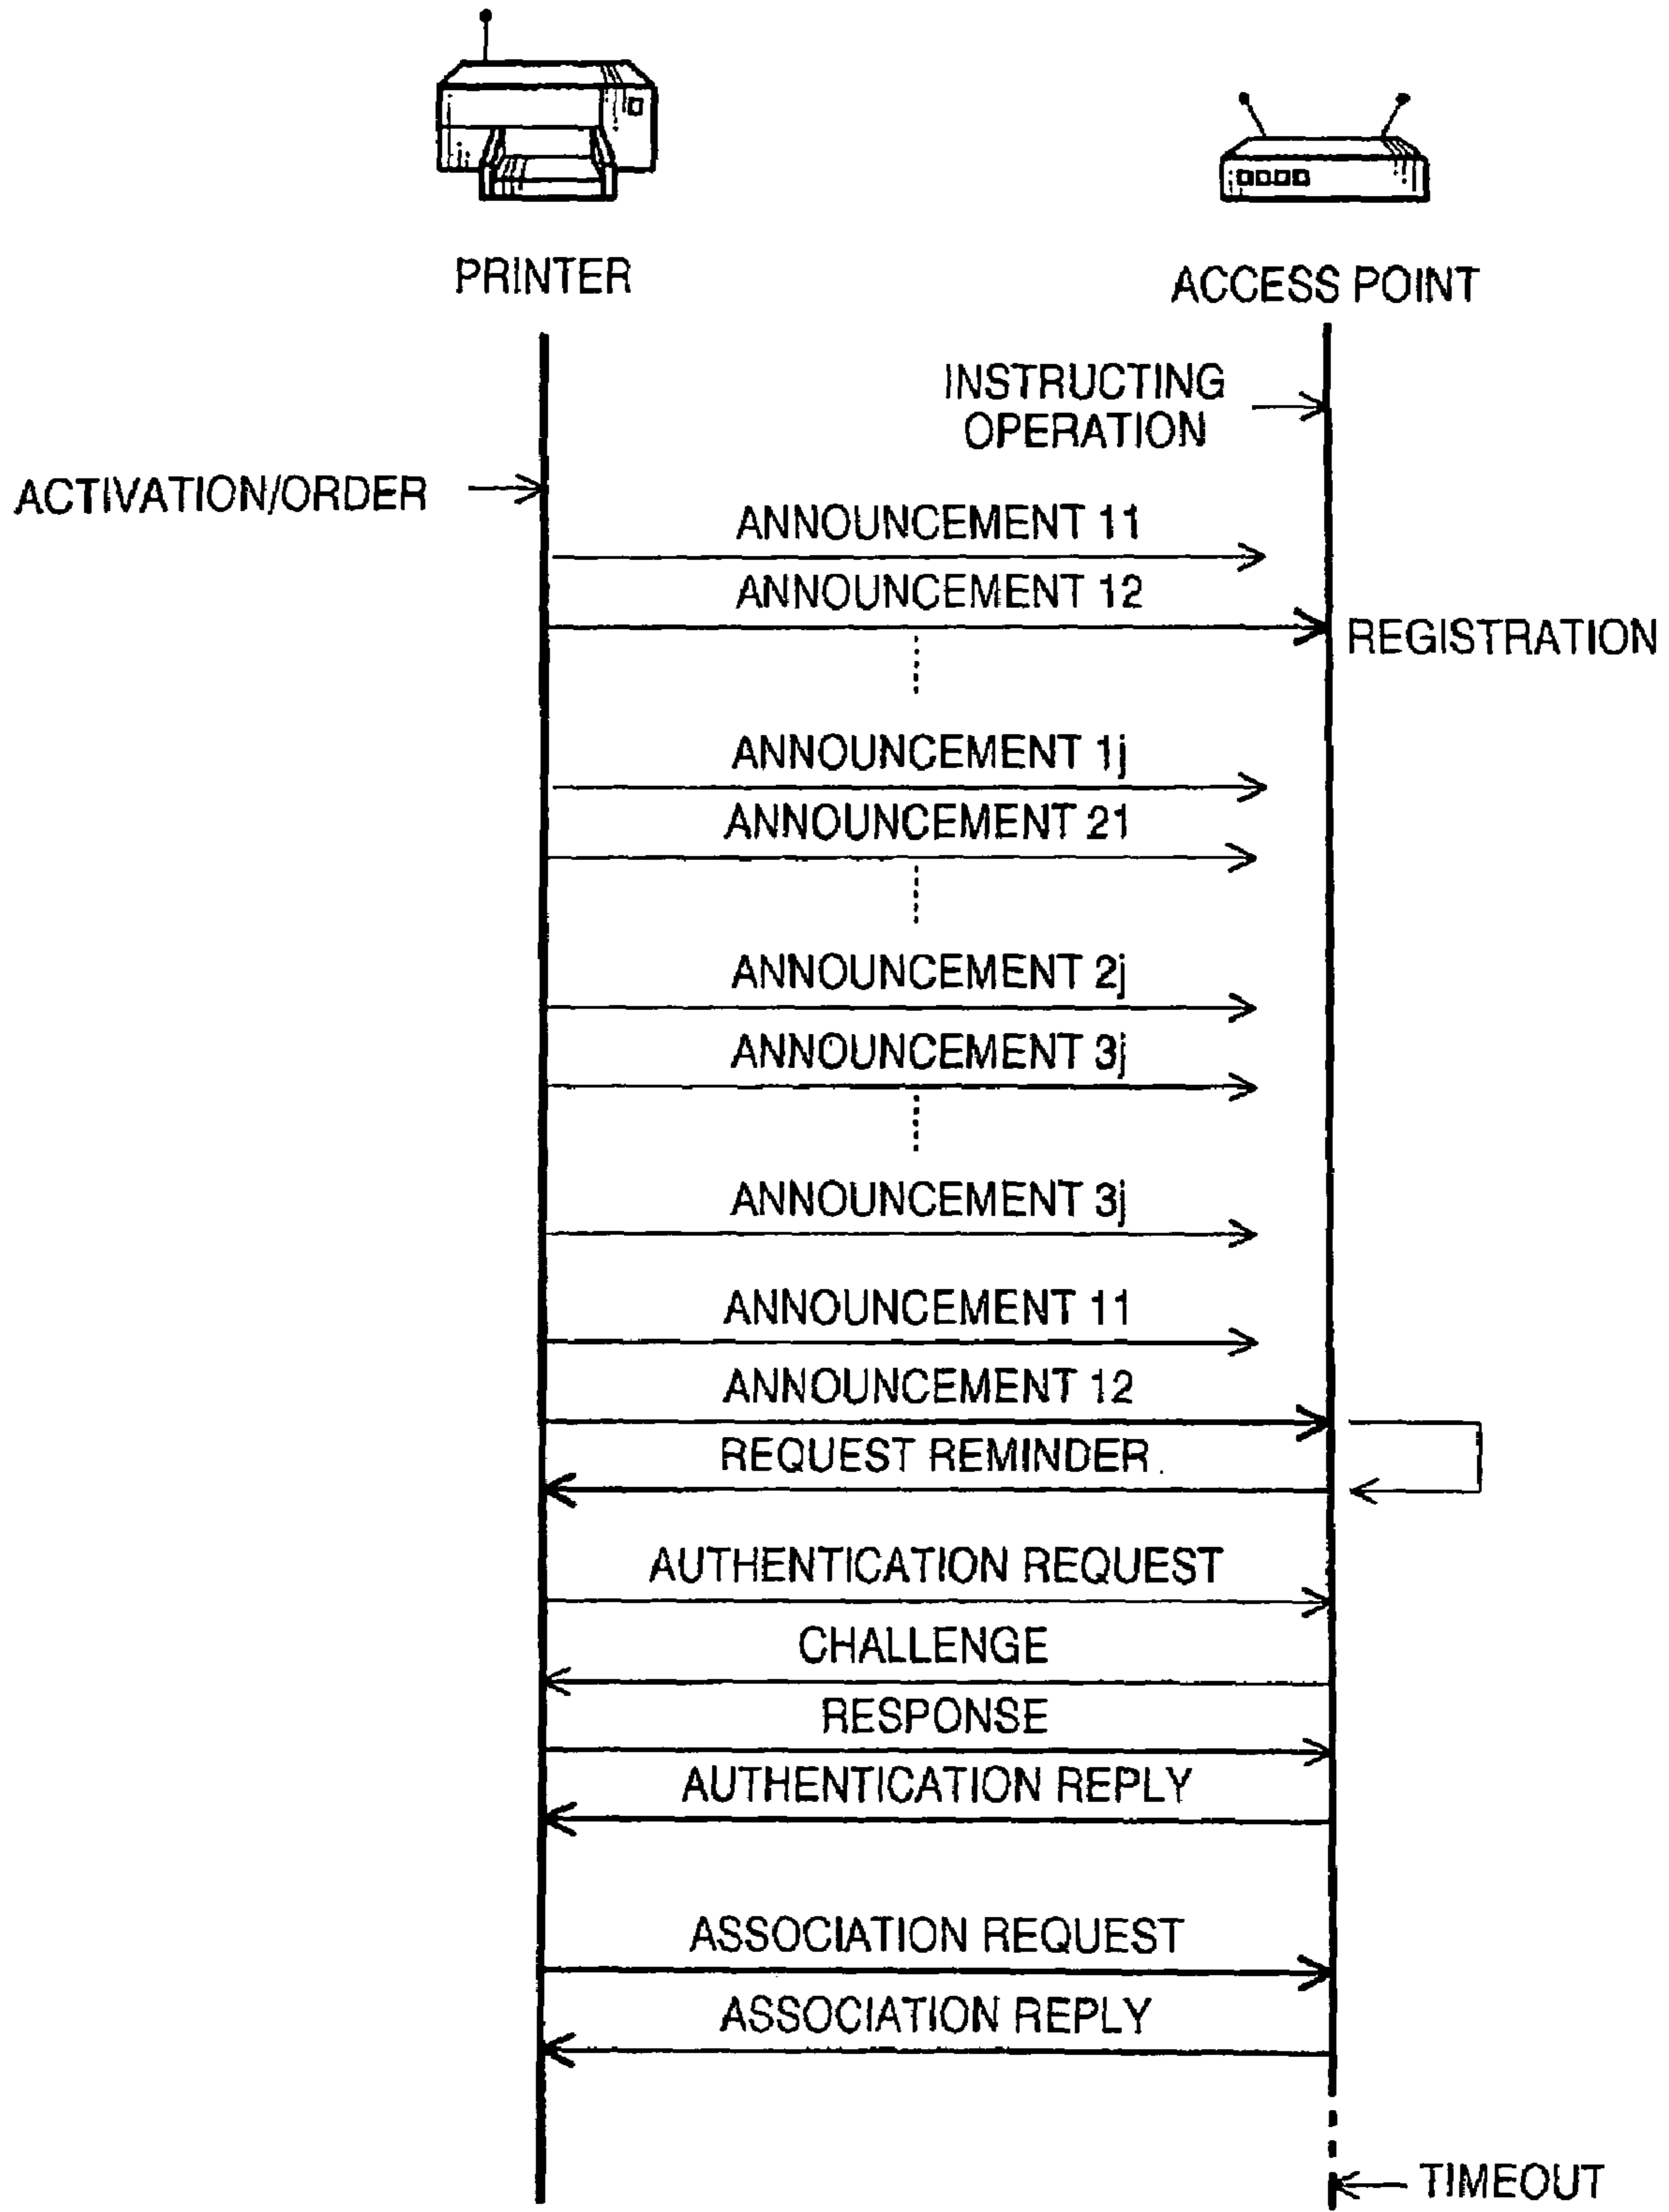 PRINTER
ACCESS POINT
INSTRUCTING
OPERATION
ACTIVATION/ORDER
ANNOUNCEMENT 11
ANNOUNCEMENT 12
REGISTRATION
ANNOUNCEMENT 1j
ANNOUNCEMENT 21
ANNOUNCEMENT 2j
ANNOUNCEMENT 3j
ANNOUNCEMENT 3j
ANNOUNCEMENT 11
ANNOUNCEMENT 12
REQUEST REMINDER
AUTHENTICATION REQUEST
CHALLENGE
RESPONSE
AUTHENTICATION REPLY
ASSOCIATION REQUEST
ASSOCIATION REPLY
TIMEOUT